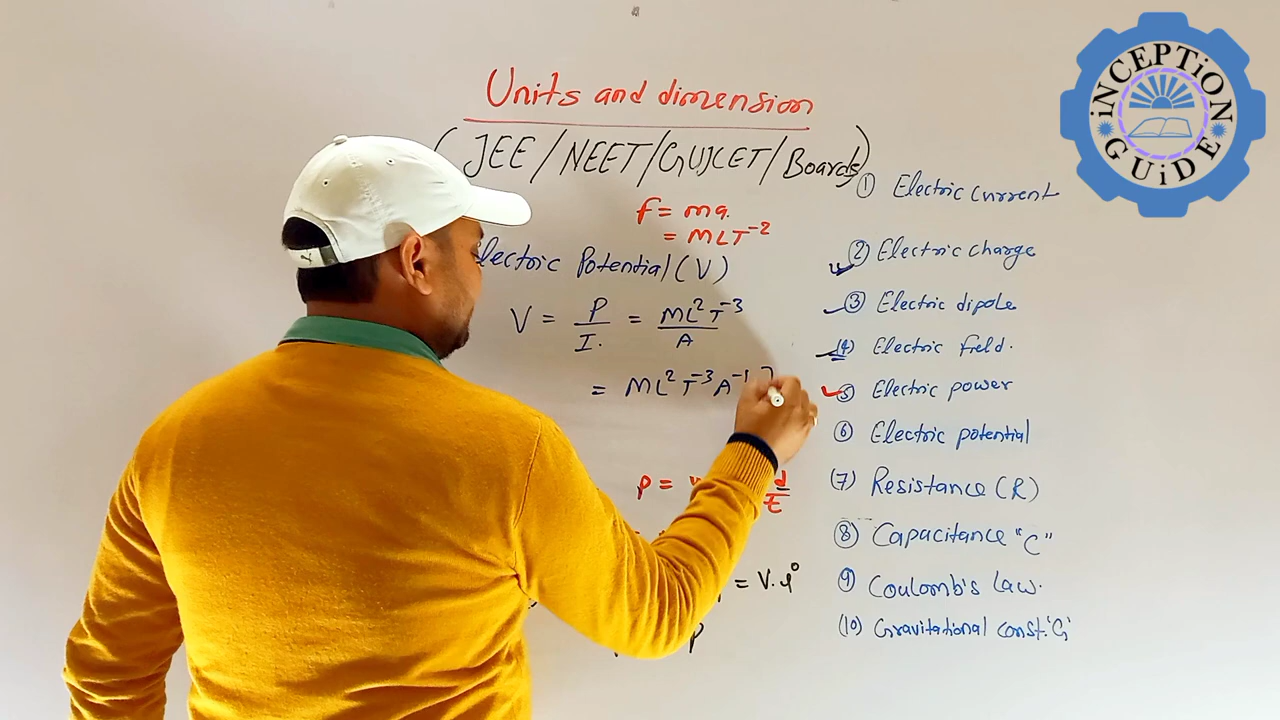 Units and dimension
(JEE/NEET/GUJCET/Boards)
f = ma.
= MLT⁻²
Electric Potential (V)
V = P/I. = ML²T⁻³/A
= ML²T⁻³A⁻¹]
P =
d/t
= V.i
P
① Electric current
② Electric charge
③ Electric dipole
(4) Electric field.
⑤ Electric power
⑥ Electric potential
(7) Resistance (R)
⑧ Capacitance "C"
⑨ Coulomb's Law.
(10) Gravitational const. 'G'
iNCEPTiON
GUiDE